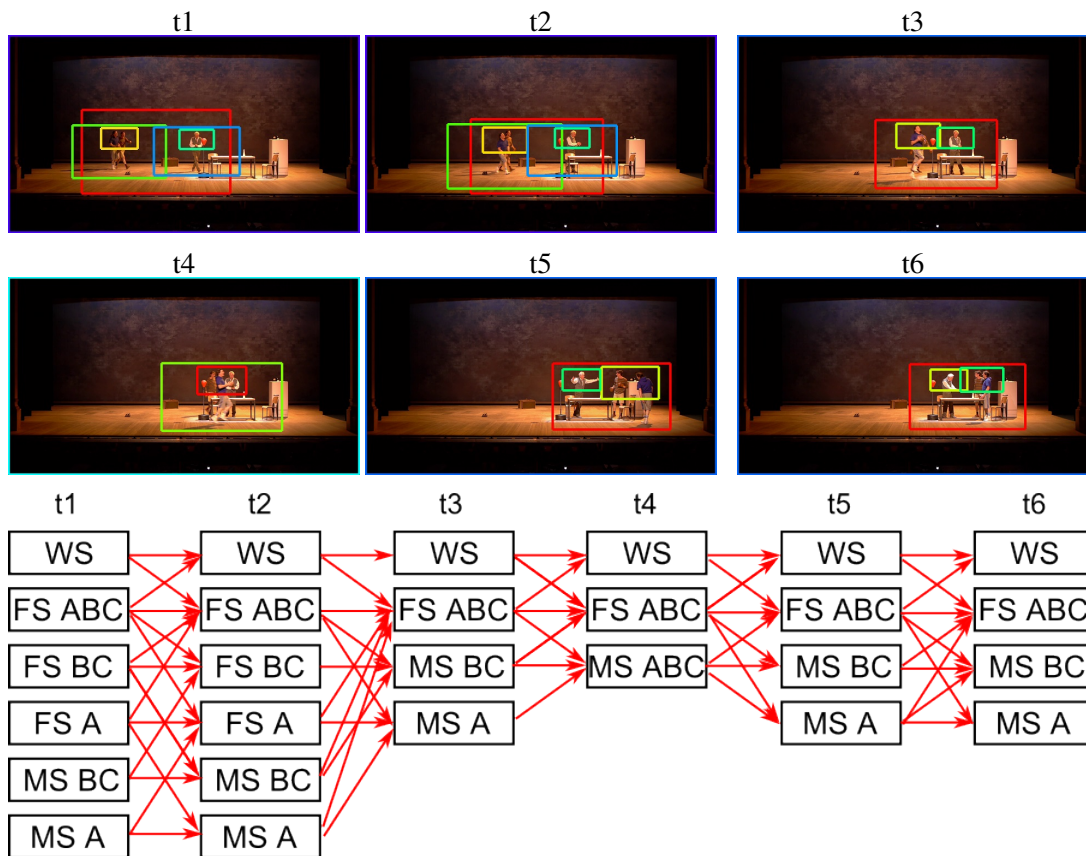 t1 t2 t3
t4 t5 t6
t1 t2 t3 t4 t5 t6
WS WS WS WS WS WS
FS ABC FS ABC FS ABC FS ABC FS ABC FS ABC
FS BC FS BC MS BC MS ABC MS BC MS BC
FS A FS A MS A MS A MS A
MS BC MS BC
MS A MS A